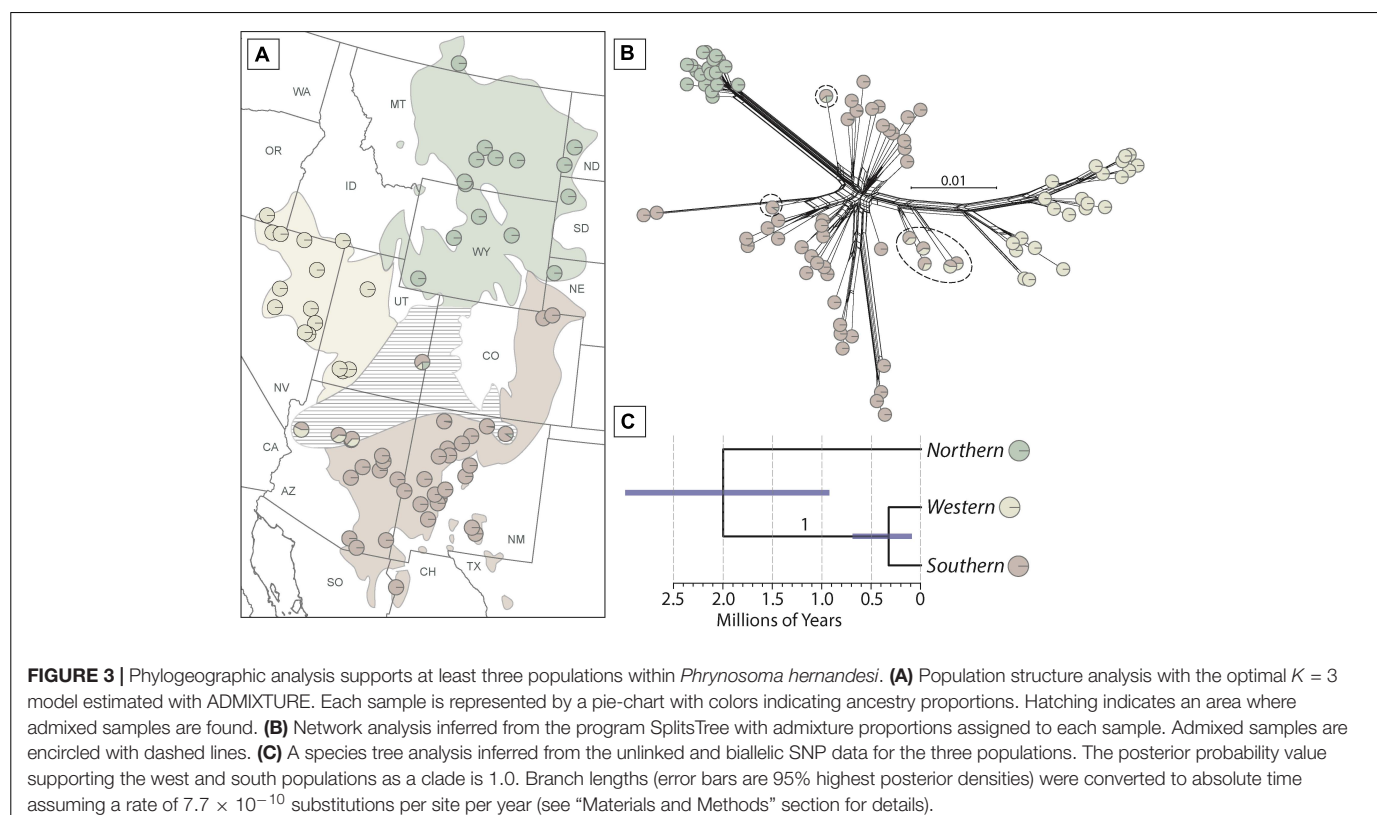 A
WA
MT
OR
ID
ND
SD
WY
NE
UT
CO
NV
CA
AZ
NM
SO
CH
TX
B
0.01
C
Northern
Western
1
Southern
2.5 2.0 1.5 1.0 0.5 0
Millions of Years
FIGURE 3 | Phylogeographic analysis supports at least three populations within Phrynosoma hernandesi. (A) Population structure analysis with the optimal K = 3
model estimated with ADMIXTURE. Each sample is represented by a pie-chart with colors indicating ancestry proportions. Hatching indicates an area where
admixed samples are found. (B) Network analysis inferred from the program SplitsTree with admixture proportions assigned to each sample. Admixed samples are
encircled with dashed lines. (C) A species tree analysis inferred from the unlinked and biallelic SNP data for the three populations. The posterior probability value
supporting the west and south populations as a clade is 1.0. Branch lengths (error bars are 95% highest posterior densities) were converted to absolute time
assuming a rate of 7.7 × 10−10 substitutions per site per year (see “Materials and Methods” section for details).